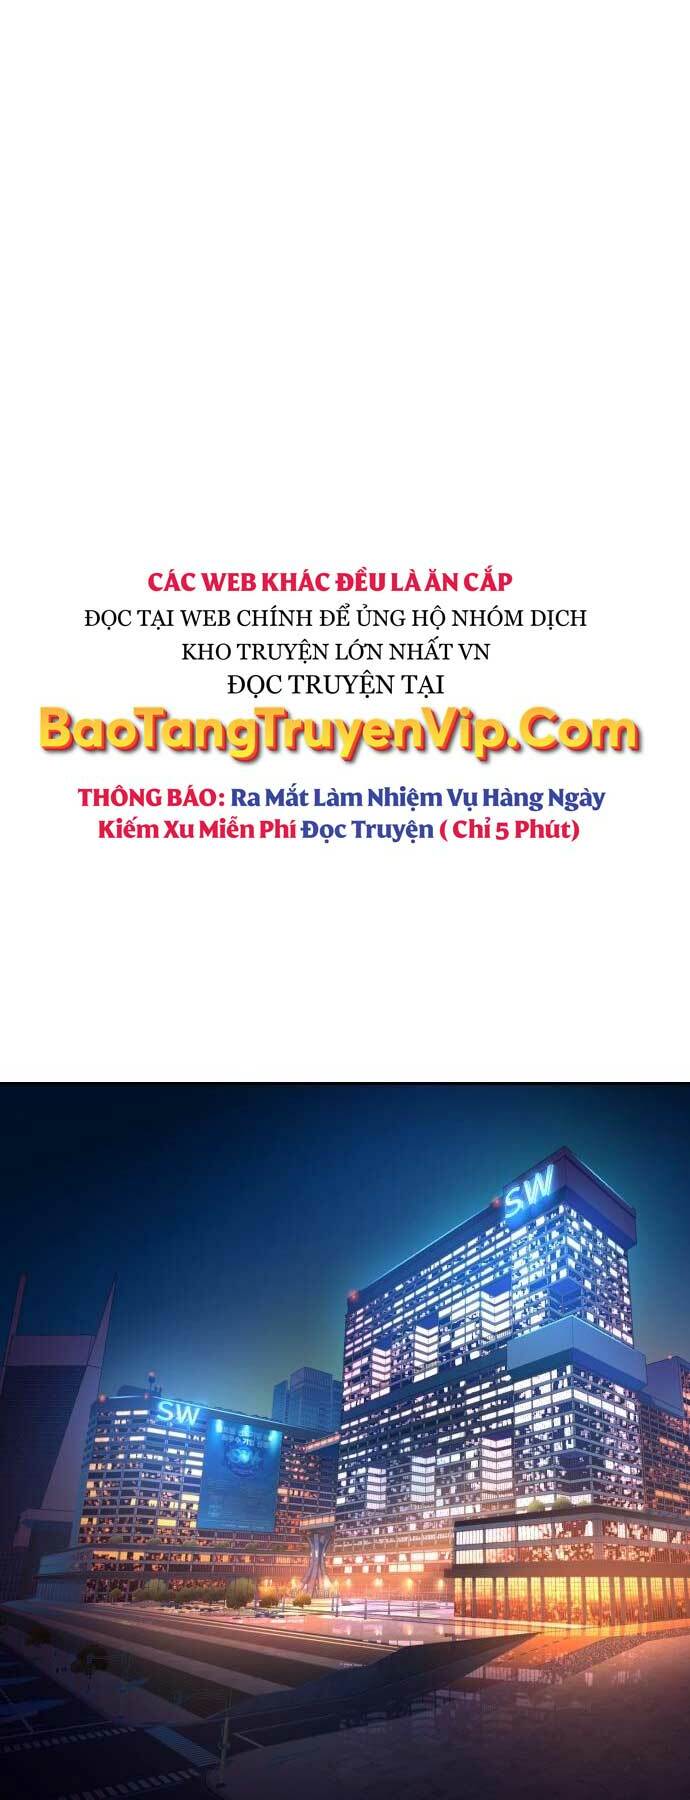 CÁC WEB KHÁC ĐỀU LÀ ĂN CẮP
ĐỌC TẠI WEB CHÍNH ĐỂ ỦNG HỘ NHÓM DỊCH
KHO TRUYỆN LỚN NHẤT VN
ĐỌC TRUYỆN TẠI
BaoTangTruyenVip.Com
THÔNG BÁO: Ra Mắt Làm Nhiệm Vụ Hàng Ngày
Kiếm Xu Miễn Phí Đọc Truyện ( Chỉ 5 Phút)
SW
SW